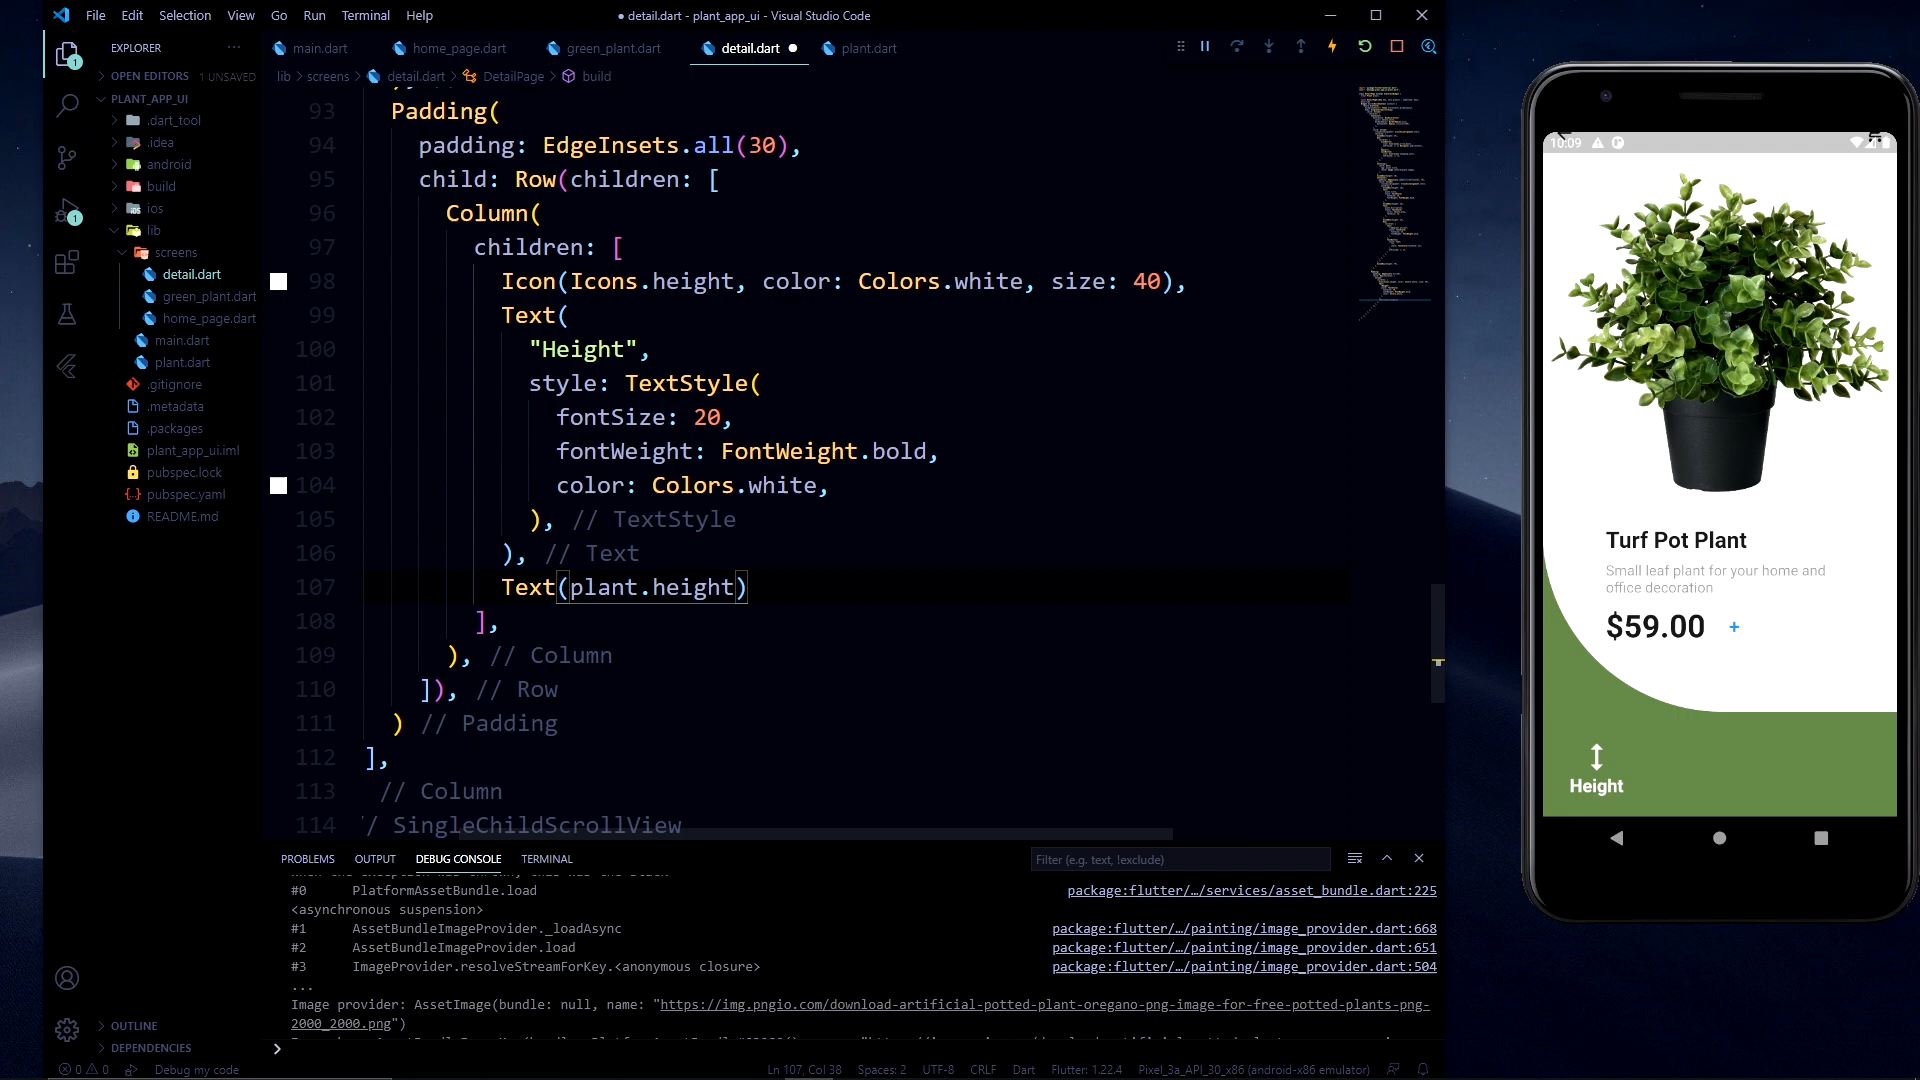 File Edit Selection View Go Run Terminal Help
● detail.dart - plant_app_ui - Visual Studio Code
EXPLORER
main.dart home_page.dart green_plant.dart detail.dart plant.dart
OPEN EDITORS 1 UNSAVED
lib > screens > detail.dart > DetailPage > build
PLANT_APP_UI
.dart_tool
.idea
android
build
ios
lib
screens
detail.dart
green_plant.dart
home_page.dart
main.dart
plant.dart
.gitignore
.metadata
.packages
plant_app_ui.iml
pubspec.lock
pubspec.yaml
README.md
OUTLINE
DEPENDENCIES
93 Padding(
94 padding: EdgeInsets.all(30),
95 child: Row(children: [
96 Column(
97 children: [
98 Icon(Icons.height, color: Colors.white, size: 40),
99 Text(
100 "Height",
101 style: TextStyle(
102 fontSize: 20,
103 fontWeight: FontWeight.bold,
104 color: Colors.white,
105 ), // TextStyle
106 ), // Text
107 Text(plant.height)
108 ],
109 ), // Column
110 ]), // Row
111 ) // Padding
112 ],
113 // Column
114 / SingleChildScrollView
PROBLEMS OUTPUT DEBUG CONSOLE TERMINAL
Filter (e.g. text, !exclude)
#0 PlatformAssetBundle.load package:flutter/…/services/asset_bundle.dart:225
<asynchronous suspension>
#1 AssetBundleImageProvider._loadAsync package:flutter/…/painting/image_provider.dart:668
#2 AssetBundleImageProvider.load package:flutter/…/painting/image_provider.dart:651
#3 ImageProvider.resolveStreamForKey.<anonymous closure> package:flutter/…/painting/image_provider.dart:504
...
Image provider: AssetImage(bundle: null, name: "https://img.pngio.com/download-artificial-potted-plant-oregano-png-image-for-free-potted-plants-png-
2000_2000.png")
0 0 Debug my code Ln 107, Col 38 Spaces: 2 UTF-8 CRLF Dart Flutter: 1.22.4 Pixel_3a_API_30_x86 (android-x86 emulator)
10:09
Turf Pot Plant
Small leaf plant for your home and
office decoration
$59.00 +
Height